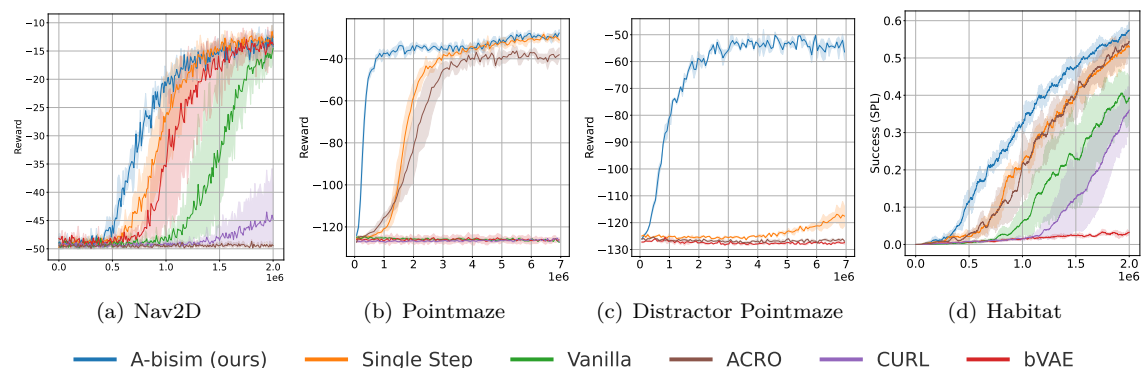 −10
−15
−20
−25
−30
−35
−40
−45
−50
Reward
0.0 0.5 1.0 1.5 2.0
1e6
(a) Nav2D
−40
−60
−80
−100
−120
Reward
0 1 2 3 4 5 6 7
1e6
(b) Pointmaze
−50
−60
−70
−80
−90
−100
−110
−120
−130
Reward
0 1 2 3 4 5 6 7
1e6
(c) Distractor Pointmaze
0.6
0.5
0.4
0.3
0.2
0.1
0.0
Success (SPL)
0.0 0.5 1.0 1.5 2.0
1e6
(d) Habitat
A-bisim (ours) Single Step Vanilla ACRO CURL bVAE